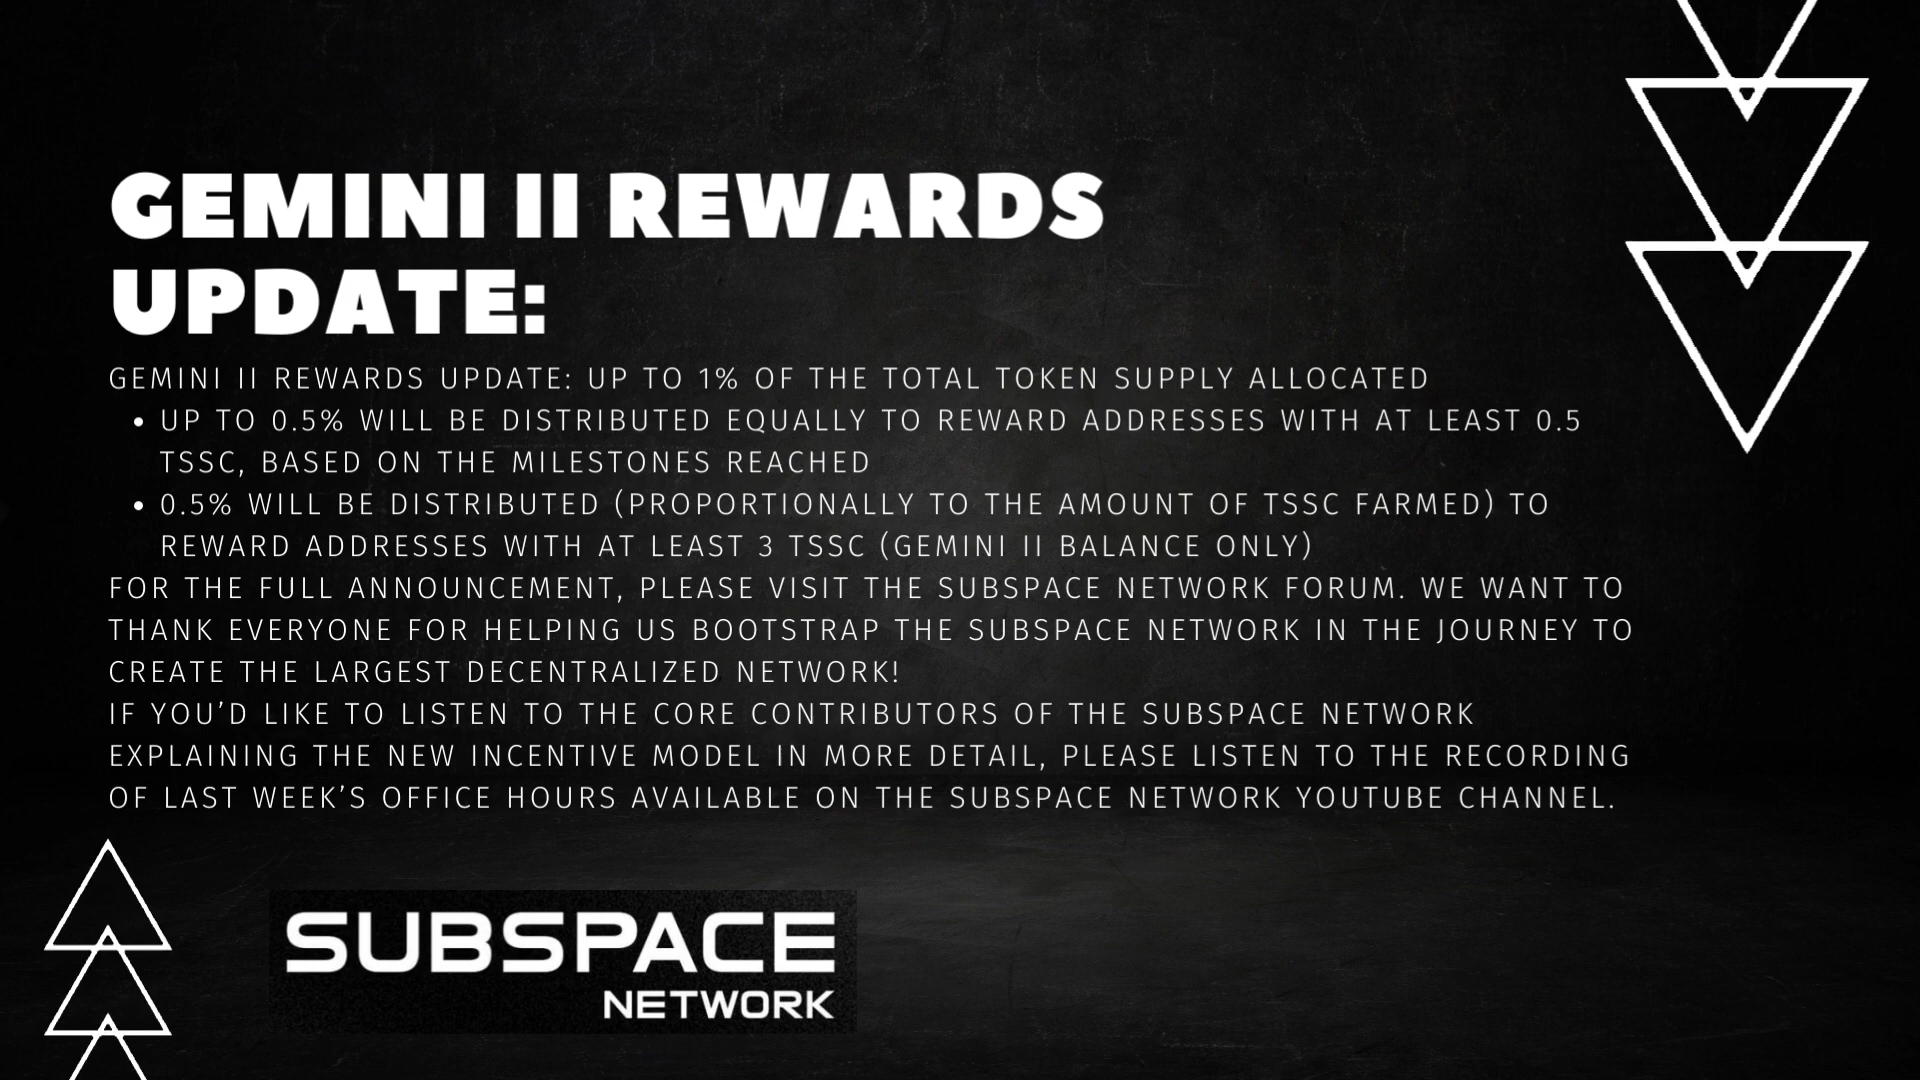 GEMINI II REWARDS
UPDATE:
GEMINI II REWARDS UPDATE: UP TO 1% OF THE TOTAL TOKEN SUPPLY ALLOCATED
• UP TO 0.5% WILL BE DISTRIBUTED EQUALLY TO REWARD ADDRESSES WITH AT LEAST 0.5
TSSC, BASED ON THE MILESTONES REACHED
• 0.5% WILL BE DISTRIBUTED (PROPORTIONALLY TO THE AMOUNT OF TSSC FARMED) TO
REWARD ADDRESSES WITH AT LEAST 3 TSSC (GEMINI II BALANCE ONLY)
FOR THE FULL ANNOUNCEMENT, PLEASE VISIT THE SUBSPACE NETWORK FORUM. WE WANT TO
THANK EVERYONE FOR HELPING US BOOTSTRAP THE SUBSPACE NETWORK IN THE JOURNEY TO
CREATE THE LARGEST DECENTRALIZED NETWORK!
IF YOU’D LIKE TO LISTEN TO THE CORE CONTRIBUTORS OF THE SUBSPACE NETWORK
EXPLAINING THE NEW INCENTIVE MODEL IN MORE DETAIL, PLEASE LISTEN TO THE RECORDING
OF LAST WEEK’S OFFICE HOURS AVAILABLE ON THE SUBSPACE NETWORK YOUTUBE CHANNEL.
SUBSPACE
NETWORK